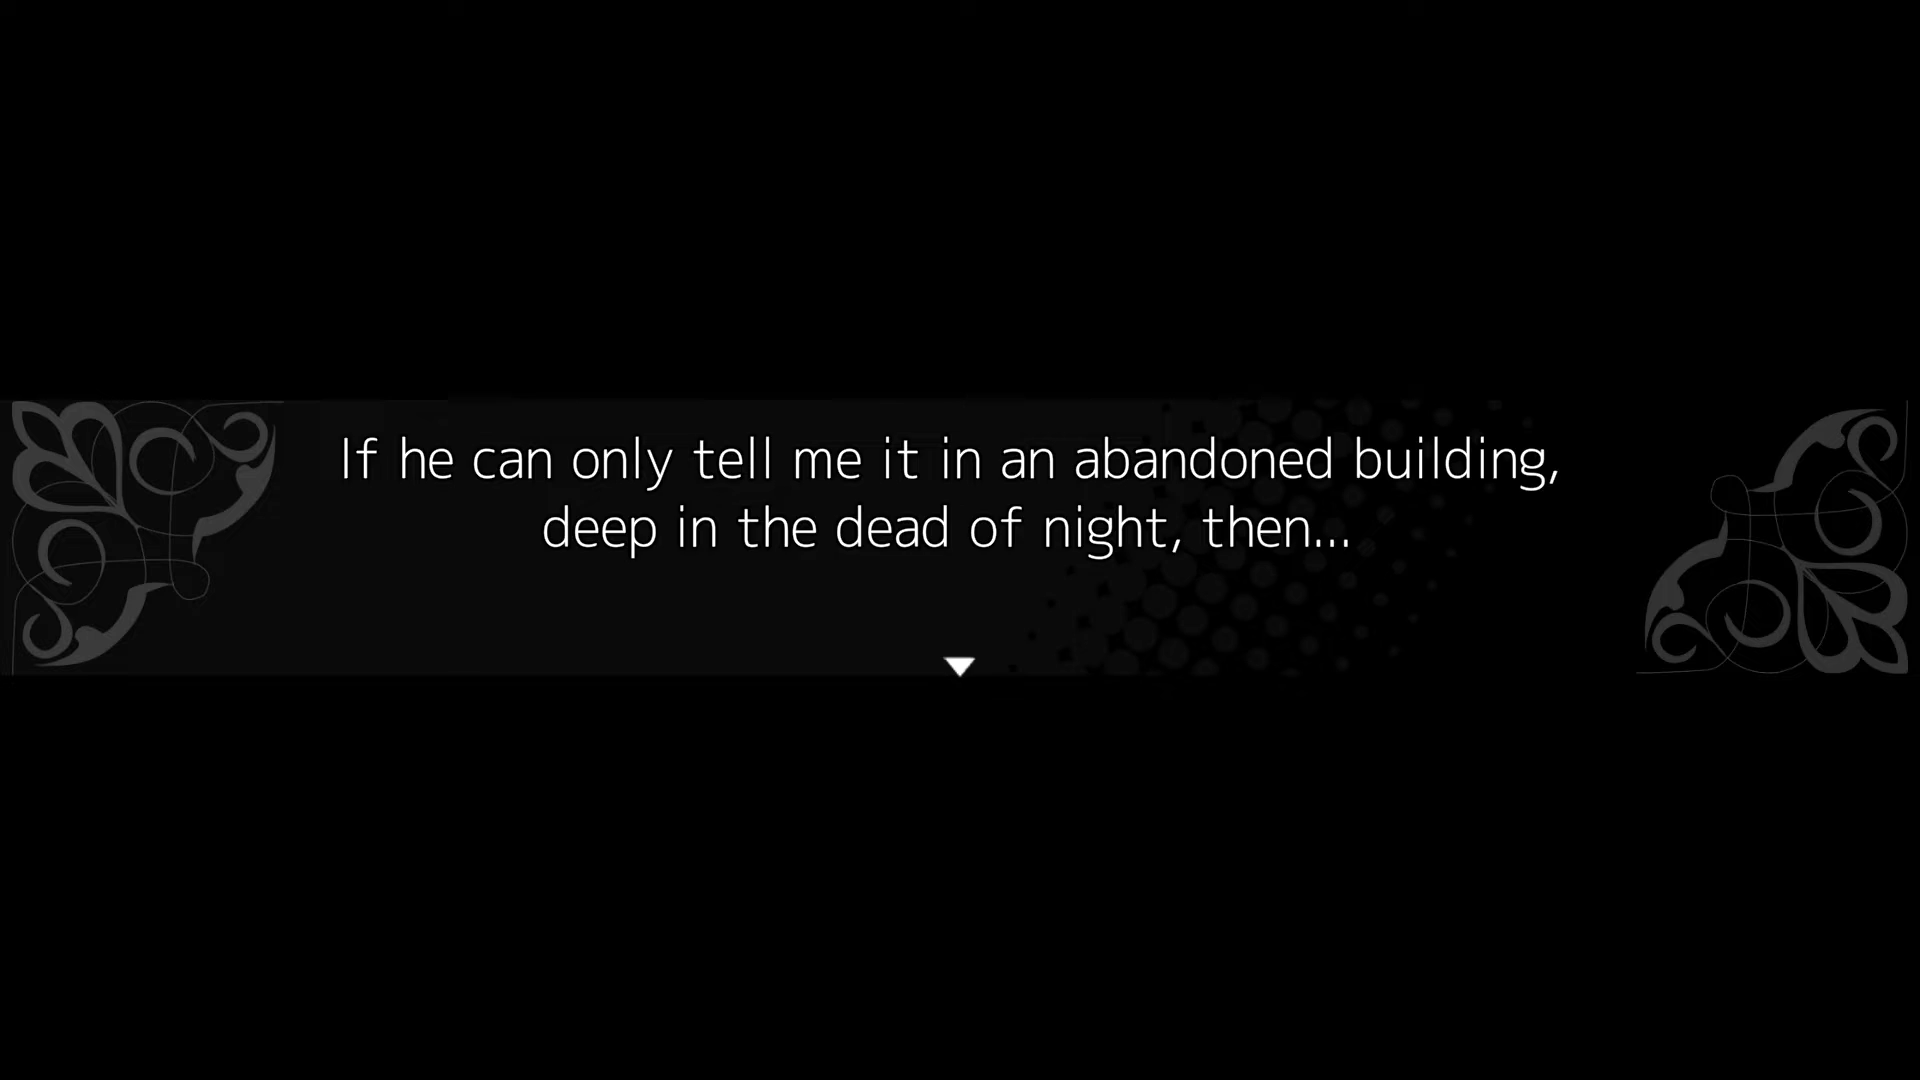 If he can only tell me it in an abandoned building,
deep in the dead of night, then...